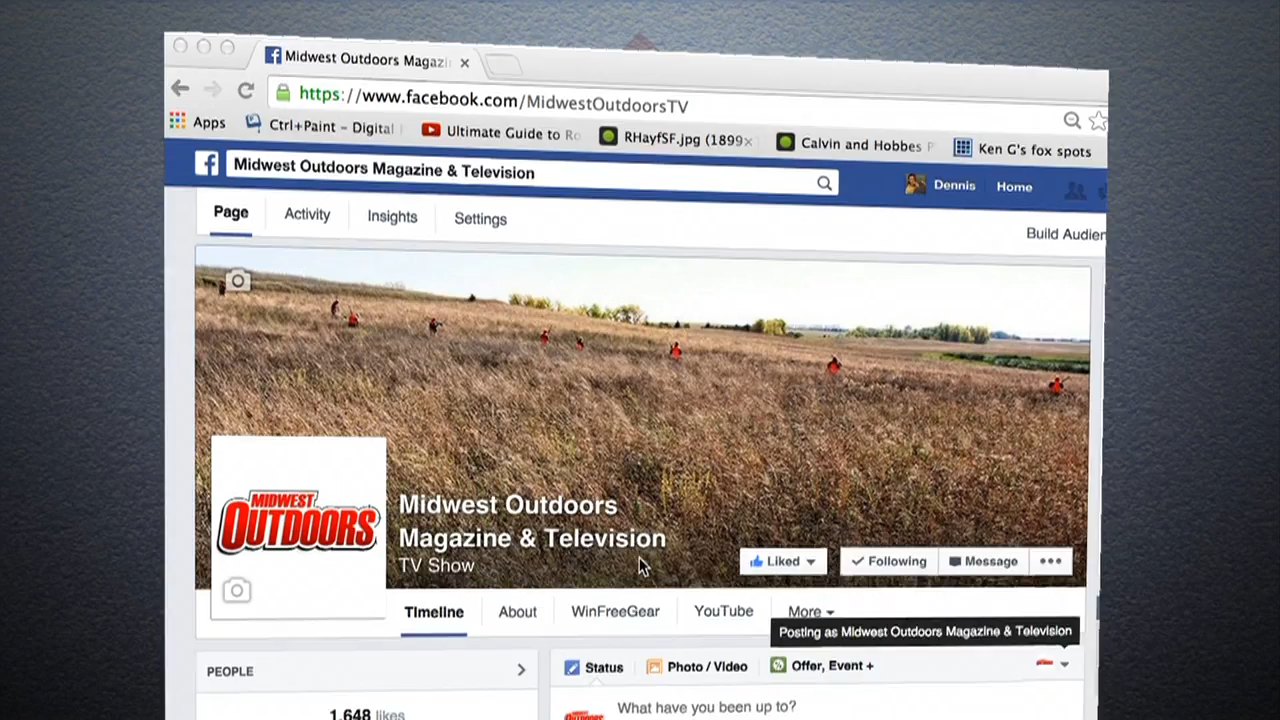 Midwest Outdoors Magazi
https://www.facebook.com/MidwestOutdoorsTV
Apps Ctrl+Paint - Digital Ultimate Guide to Ro RHayfSF.jpg (1899× Calvin and Hobbes P Ken G's fox spots
Midwest Outdoors Magazine & Television Dennis Home
Page Activity Insights Settings
Build Audien
MIDWEST
OUTDOORS
Midwest Outdoors
Magazine & Television
TV Show
Liked Following Message
Timeline About WinFreeGear YouTube More
Posting as Midwest Outdoors Magazine & Television
PEOPLE
Status Photo / Video Offer, Event +
1,648 likes
What have you been up to?